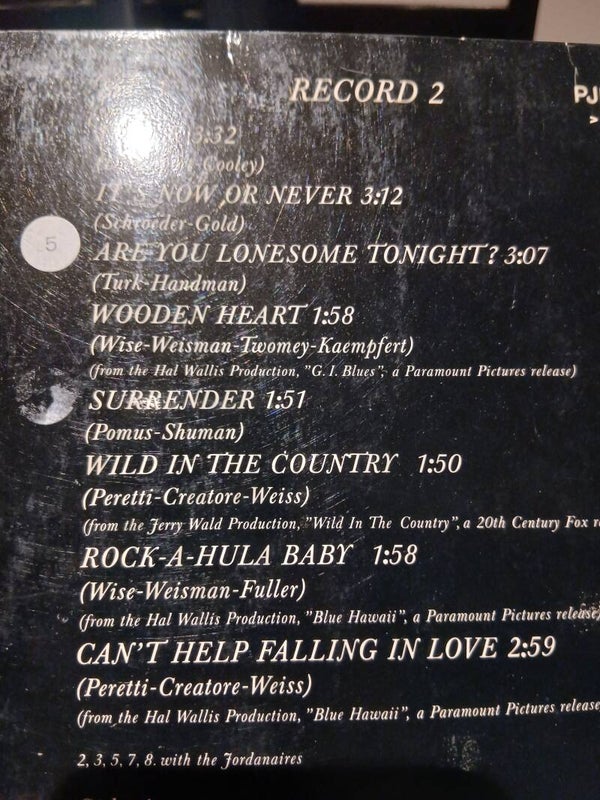 RECORD 2
PJ
>
3:32
Cooley)
IT'S NOW OR NEVER 3:12
(Schroeder-Gold)
5
ARE YOU LONESOME TONIGHT? 3:07
(Turk-Handman)
WOODEN HEART 1:58
(Wise-Weisman-Twomey-Kaempfert)
(from the Hal Wallis Production, "G. I. Blues", a Paramount Pictures release)
SURRENDER 1:51
(Pomus-Shuman)
WILD IN THE COUNTRY 1:50
(Peretti-Creatore-Weiss)
(from the Jerry Wald Production, "Wild In The Country", a 20th Century Fox r
ROCK-A-HULA BABY 1:58
(Wise-Weisman-Fuller)
(from the Hal Wallis Production, "Blue Hawaii", a Paramount Pictures release)
CAN'T HELP FALLING IN LOVE 2:59
(Peretti-Creatore-Weiss)
(from the Hal Wallis Production, "Blue Hawaii", a Paramount Pictures release
2, 3, 5, 7, 8. with the Jordanaires